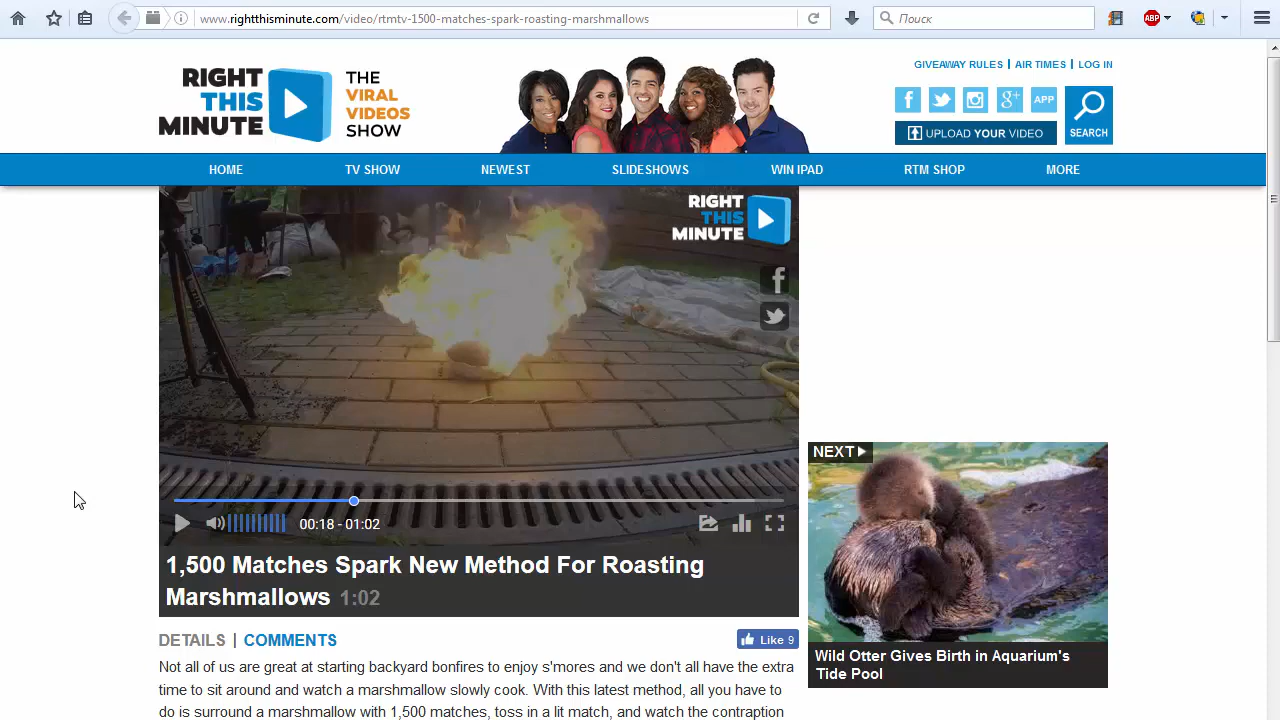 www.rightthisminute.com/video/rtmtv-1500-matches-spark-roasting-marshmallows
Поиск
ABP
RIGHT
THIS
MINUTE
THE
VIRAL
VIDEOS
SHOW
GIVEAWAY RULES | AIR TIMES | LOG IN
APP
SEARCH
UPLOAD YOUR VIDEO
HOME TV SHOW NEWEST SLIDESHOWS WIN IPAD RTM SHOP MORE
RIGHT
THIS
MINUTE
00:18 - 01:02
1,500 Matches Spark New Method For Roasting
Marshmallows 1:02
DETAILS | COMMENTS
Like 9
Not all of us are great at starting backyard bonfires to enjoy s'mores and we don't all have the extra
time to sit around and watch a marshmallow slowly cook. With this latest method, all you have to
do is surround a marshmallow with 1,500 matches, toss in a lit match, and watch the contraption
NEXT
Wild Otter Gives Birth in Aquarium's
Tide Pool